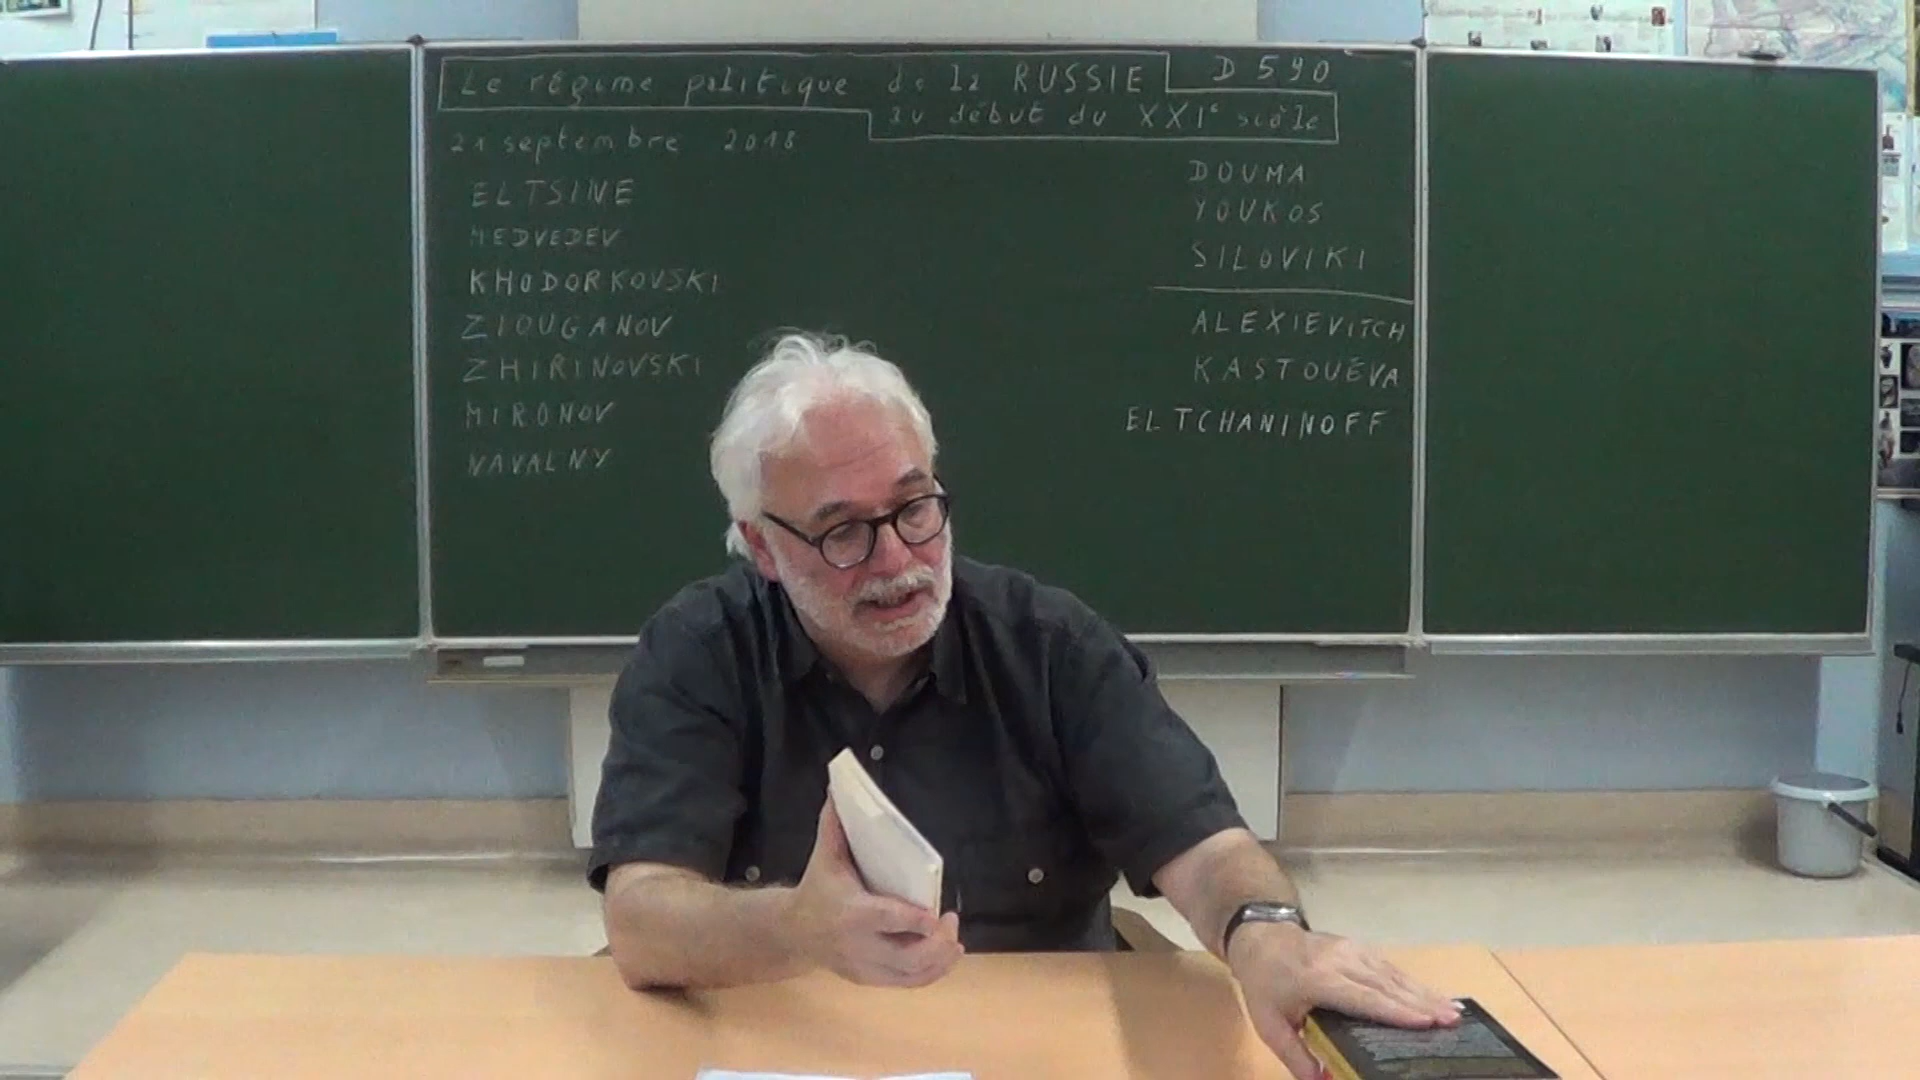 Le régime politique de la RUSSIE
D 590
au début du XXIe siècle
21 septembre 2018
ELTSINE
MEDVEDEV
KHODORKOVSKI
ZIOUGANOV
ZHIRINOVSKI
MIRONOV
NAVALNY
DOUMA
YOUKOS
SILOVIKI
ALEXIEVITCH
KASTOUÉVA
ELTCHANINOFF